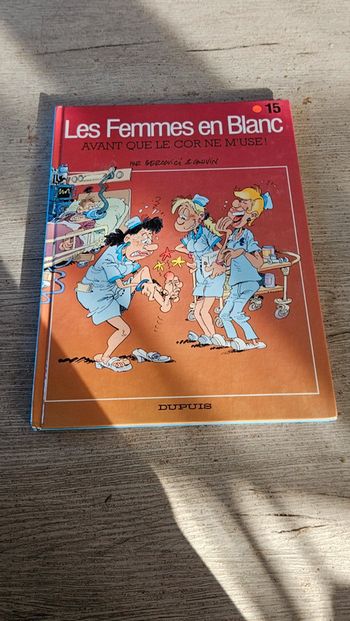 15
Les Femmes en Blanc
AVANT QUE LE COR NE M'USE!
PAR BERCOVICI & CAUVIN
DUPUIS